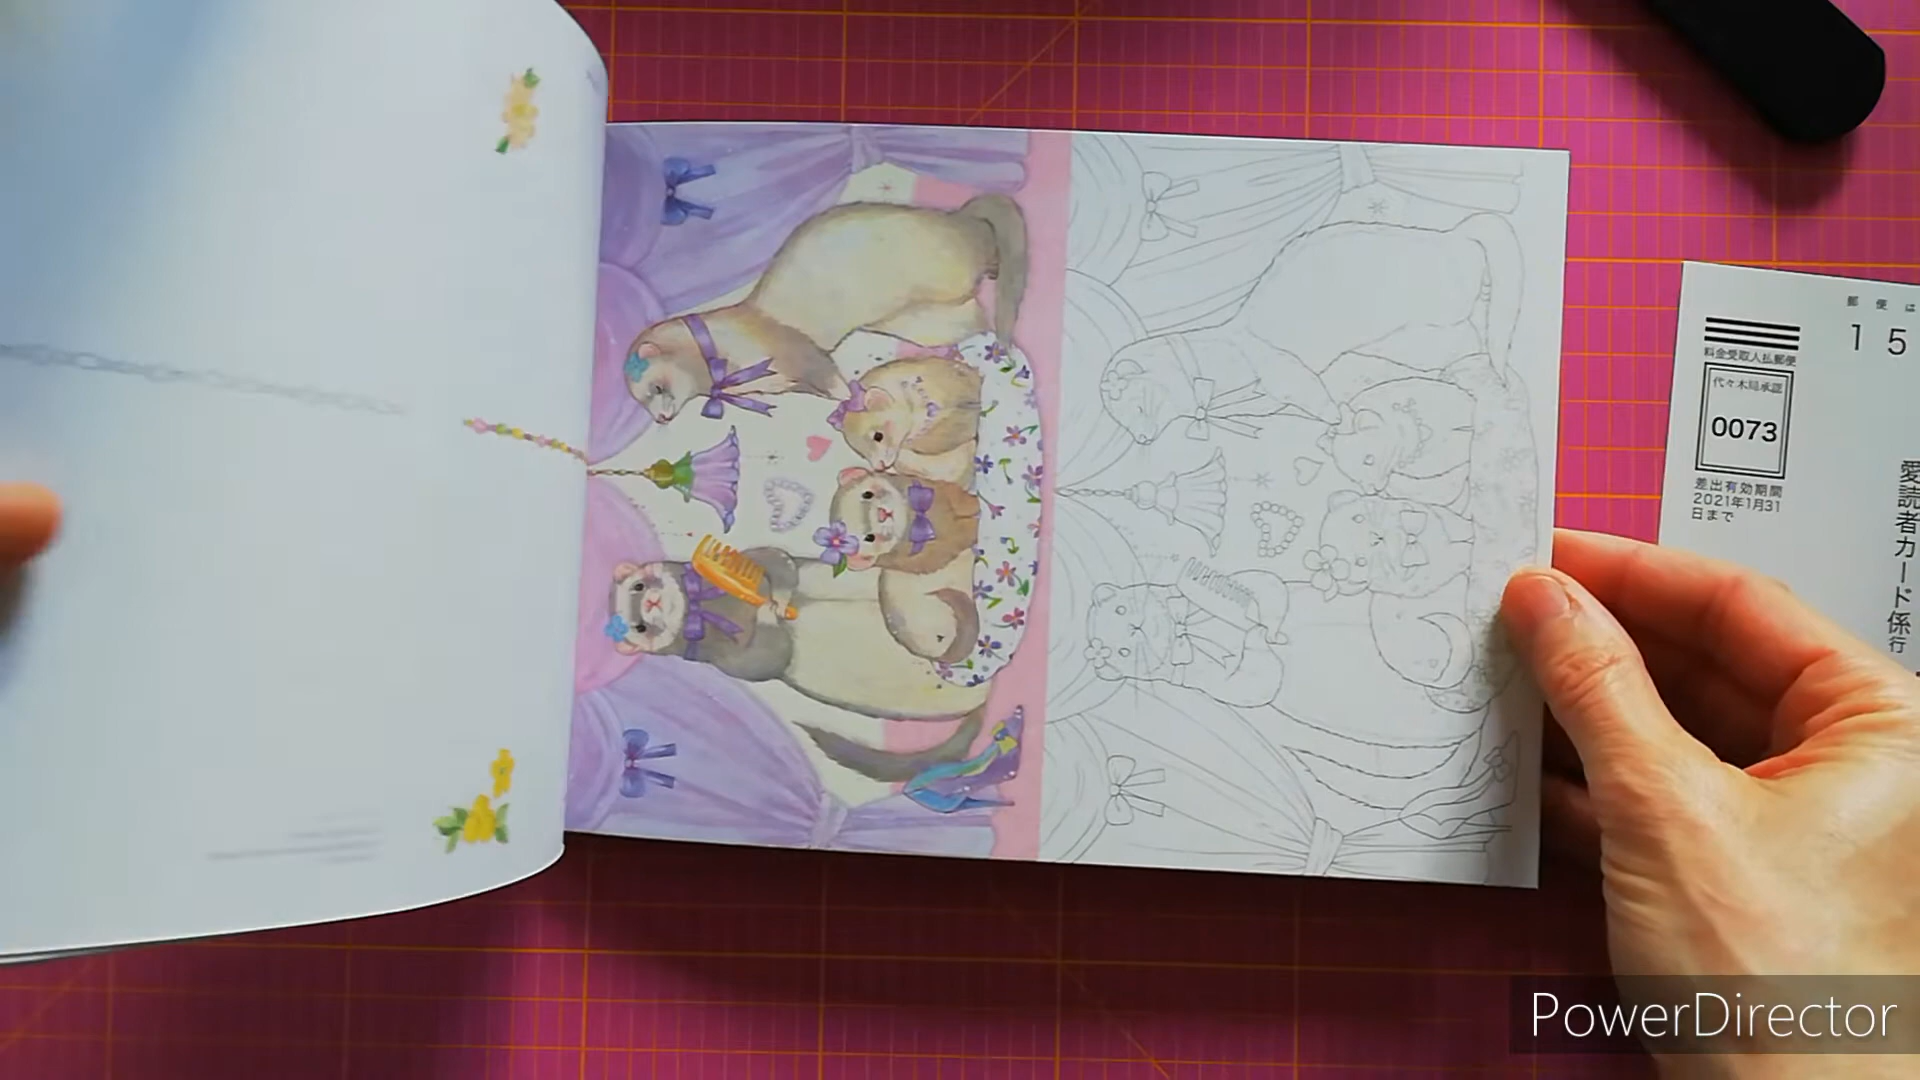 郵 便 は
15
料金受取人払郵便
代々木局承認
0073
差出有効期間
2021年1月31
日まで
愛読者カード係行
PowerDirector